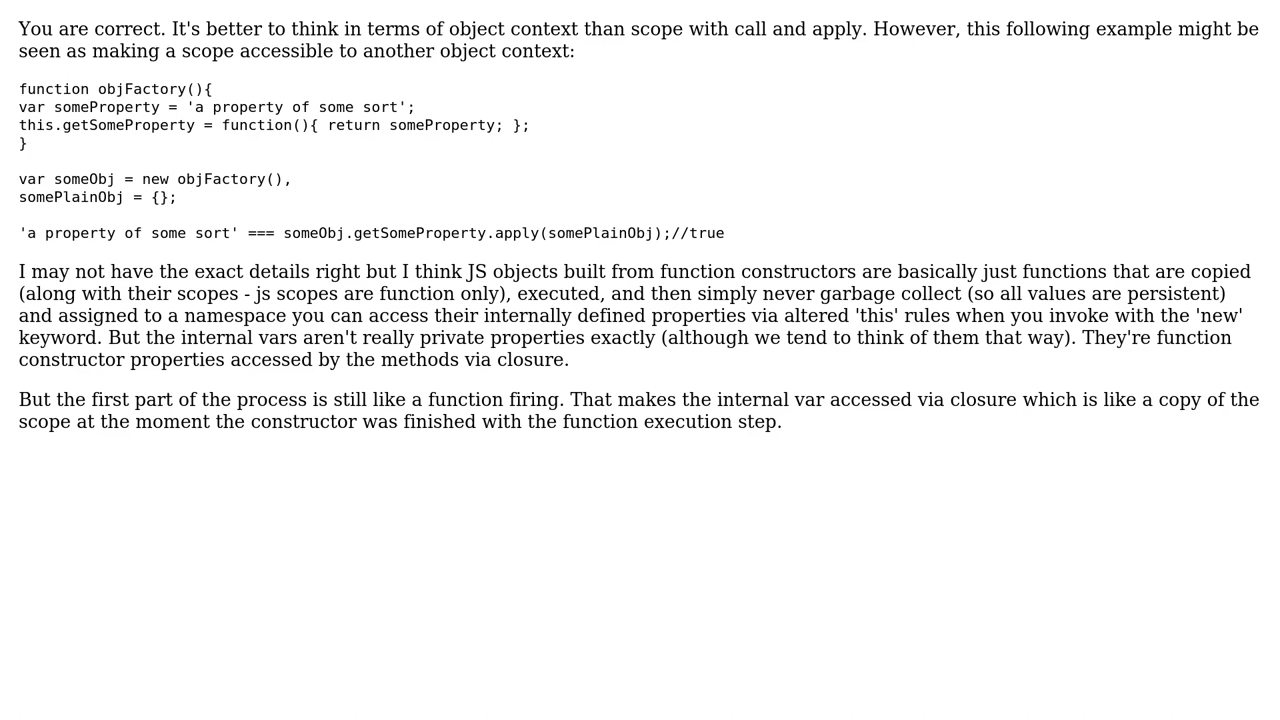 You are correct. It's better to think in terms of object context than scope with call and apply. However, this following example might be
seen as making a scope accessible to another object context:
function objFactory(){
var someProperty = 'a property of some sort';
this.getSomeProperty = function(){ return someProperty; };
}
var someObj = new objFactory(),
somePlainObj = {};
'a property of some sort' === someObj.getSomeProperty.apply(somePlainObj);//true
I may not have the exact details right but I think JS objects built from function constructors are basically just functions that are copied
(along with their scopes - js scopes are function only), executed, and then simply never garbage collect (so all values are persistent)
and assigned to a namespace you can access their internally defined properties via altered 'this' rules when you invoke with the 'new'
keyword. But the internal vars aren't really private properties exactly (although we tend to think of them that way). They're function
constructor properties accessed by the methods via closure.
But the first part of the process is still like a function firing. That makes the internal var accessed via closure which is like a copy of the
scope at the moment the constructor was finished with the function execution step.